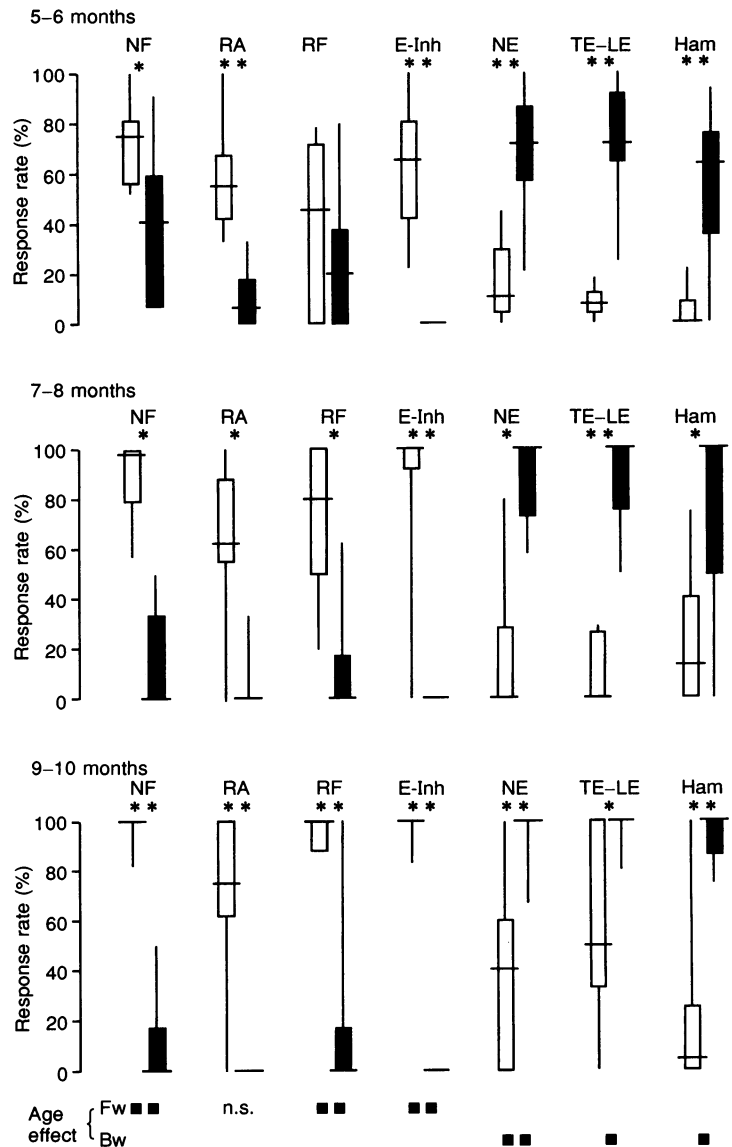 5–6 months
NF RA RF E-Inh NE TE–LE Ham
* ** ** ** ** **
Response rate (%)
100
80
60
40
20
0
7–8 months
NF RA RF E-Inh NE TE–LE Ham
* * * ** * ** *
Response rate (%)
100
80
60
40
20
0
9–10 months
NF RA RF E-Inh NE TE–LE Ham
** ** ** ** ** * **
Response rate (%)
100
80
60
40
20
0
Age effect { Fw ■■ n.s. ■■ ■■
Bw ■■ ■ ■